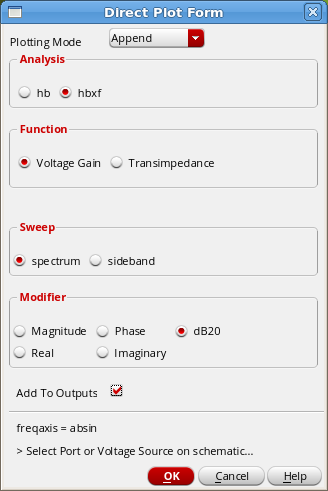 Direct Plot Form
Plotting Mode Append
Analysis
hb hbxf
Function
Voltage Gain Transimpedance
Sweep
spectrum sideband
Modifier
Magnitude Phase dB20
Real Imaginary
Add To Outputs
freqaxis = absin
> Select Port or Voltage Source on schematic...
OK Cancel Help